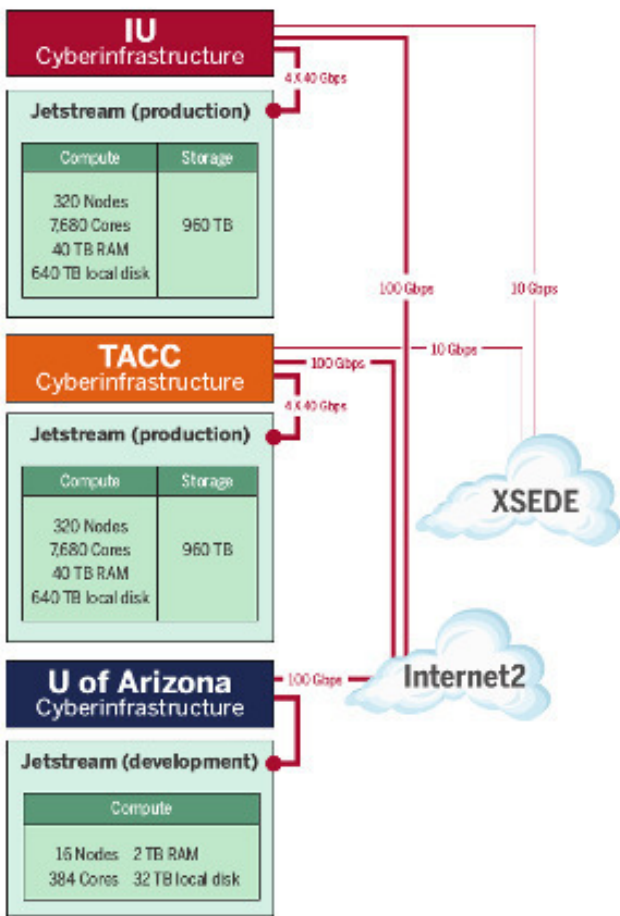 IU
Cyberinfrastructure
4 X 40 Gbps
Jetstream (production)
Compute
Storage
320 Nodes
7,680 Cores
40 TB RAM
640 TB local disk
960 TB
100 Gbps
10 Gbps
TACC
Cyberinfrastructure
100 Gbps
10 Gbps
4 X 40 Gbps
Jetstream (production)
Compute
Storage
320 Nodes
7,680 Cores
40 TB RAM
640 TB local disk
960 TB
XSEDE
U of Arizona
Cyberinfrastructure
100 Gbps
Internet2
Jetstream (development)
Compute
16 Nodes 2 TB RAM
384 Cores 32 TB local disk